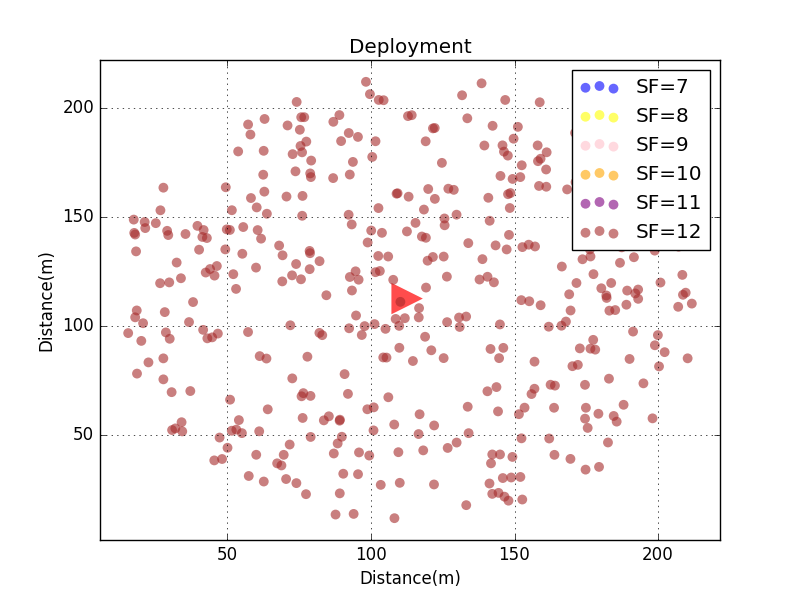 Deployment
SF=7
SF=8
SF=9
SF=10
SF=11
SF=12
200
150
100
50
Distance(m)
50
100
150
200
Distance(m)